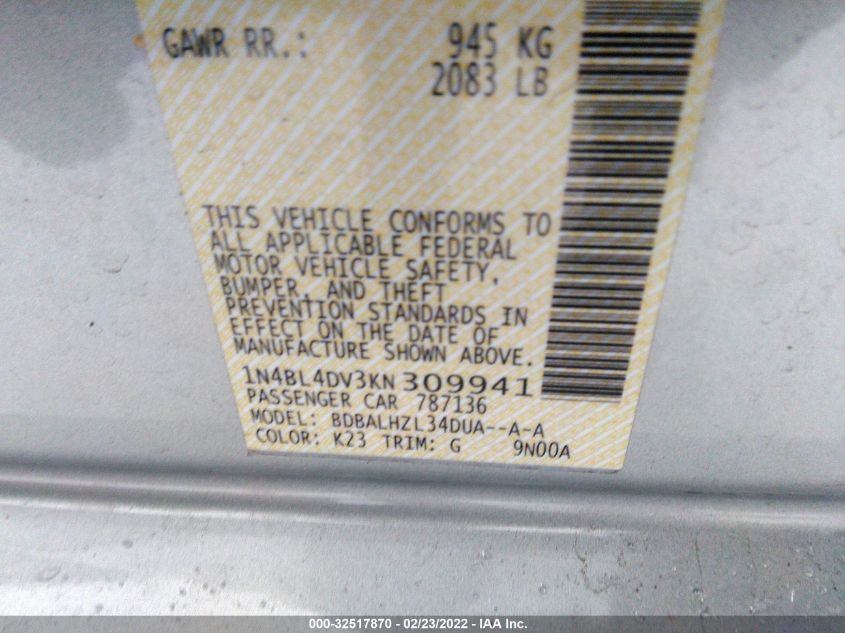 GAWR RR.: 945 KG
2083 LB
THIS VEHICLE CONFORMS TO
ALL APPLICABLE FEDERAL
MOTOR VEHICLE SAFETY,
BUMPER, AND THEFT
PREVENTION STANDARDS IN
EFFECT ON THE DATE OF
MANUFACTURE SHOWN ABOVE.
1N4BL4DV3KN 309941
PASSENGER CAR 787136
MODEL: BDBALHZL34DUA--A-A
COLOR: K23 TRIM: G 9N00A
000-32517870 - 02/23/2022 - IAA Inc.